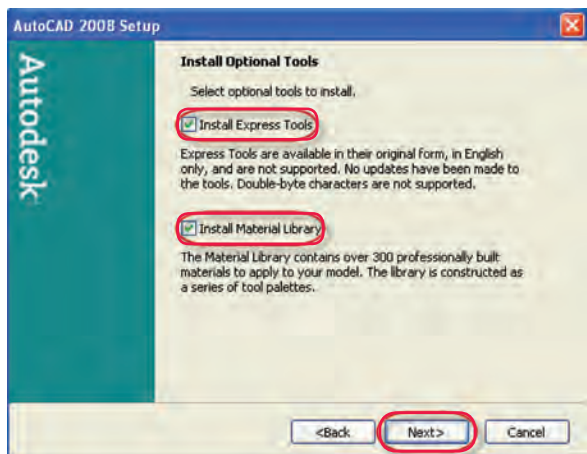 AutoCAD 2008 Setup
Autodesk
Install Optional Tools
Select optional tools to install.
Install Express Tools
Express Tools are available in their original form, in English
only, and are not supported. No updates have been made to
the tools. Double-byte characters are not supported.
Install Material Library
The Material Library contains over 300 professionally built
materials to apply to your model. The library is constructed as
a series of tool palettes.
<Back
Next>
Cancel